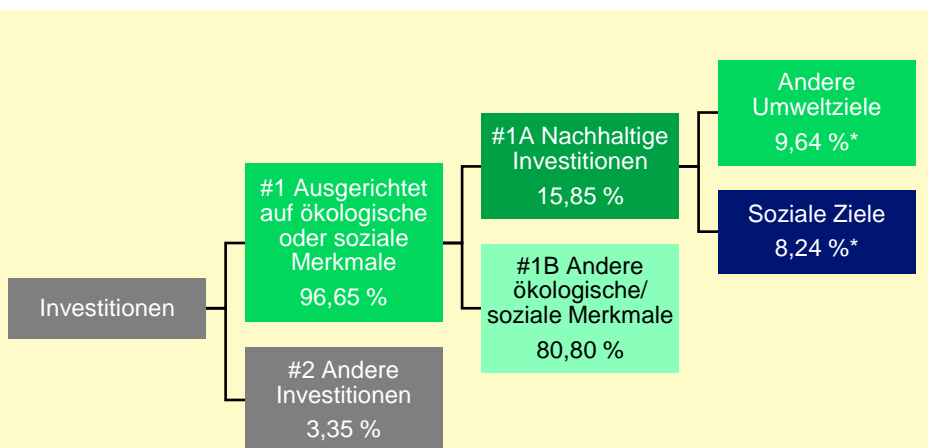 Investitionen
#1 Ausgerichtet
auf ökologische
oder soziale
Merkmale
96,65 %
#2 Andere
Investitionen
3,35 %
#1A Nachhaltige
Investitionen
15,85 %
#1B Andere
ökologische/
soziale Merkmale
80,80 %
Andere
Umweltziele
9,64 %*
Soziale Ziele
8,24 %*